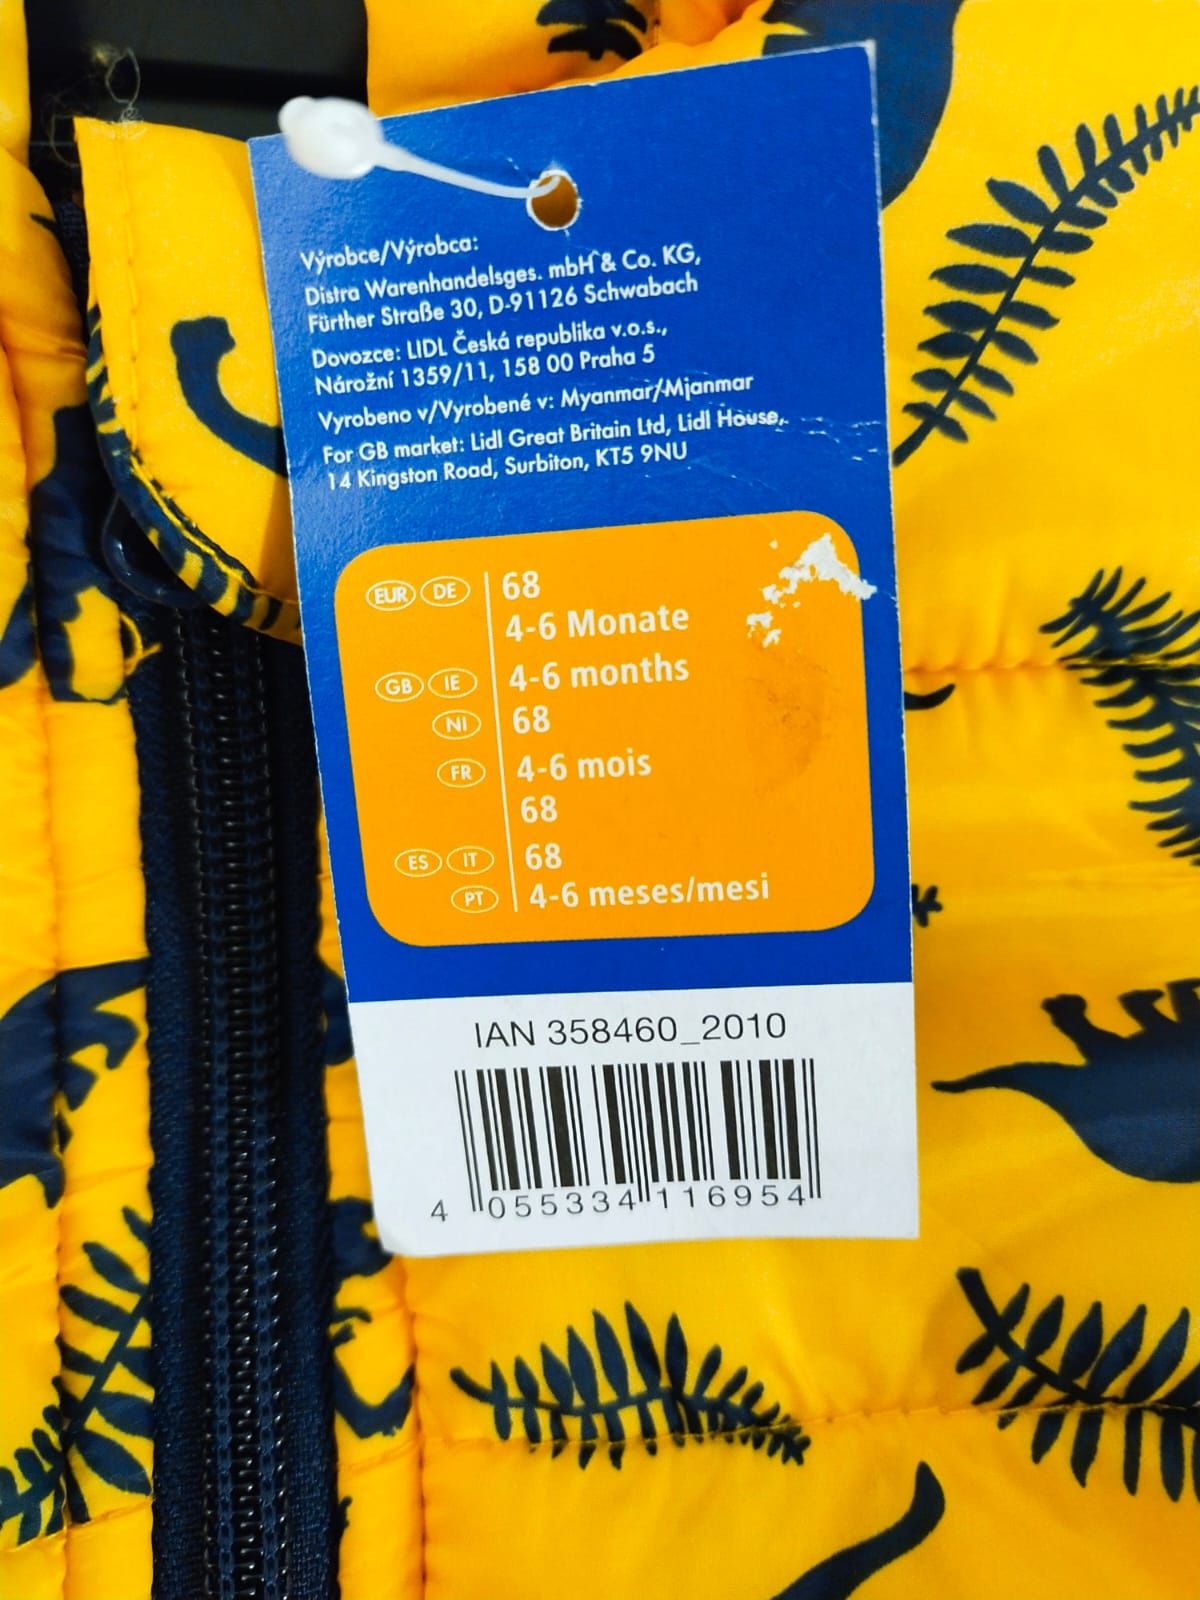 Výrobce/Výrobca:
Distra Warenhandelsges. mbH & Co. KG,
Further Straße 30, D-91126 Schwabach
Dovozce: LIDL Česká republika v.o.s.,
Nárožní 1359/11, 158 00 Praha 5
Vyrobeno v/Vyrobené v: Myanmar/Mjanmar
For GB market: Lidl Great Britain Ltd, Lidl House,
14 Kingston Road, Surbiton, KT5 9NU
EUR DE 68
4-6 Monate
GB IE 4-6 months
NI 68
FR 4-6 mois
68
ES IT 68
PT 4-6 meses/mesi
IAN 358460_2010
4 055334 116954